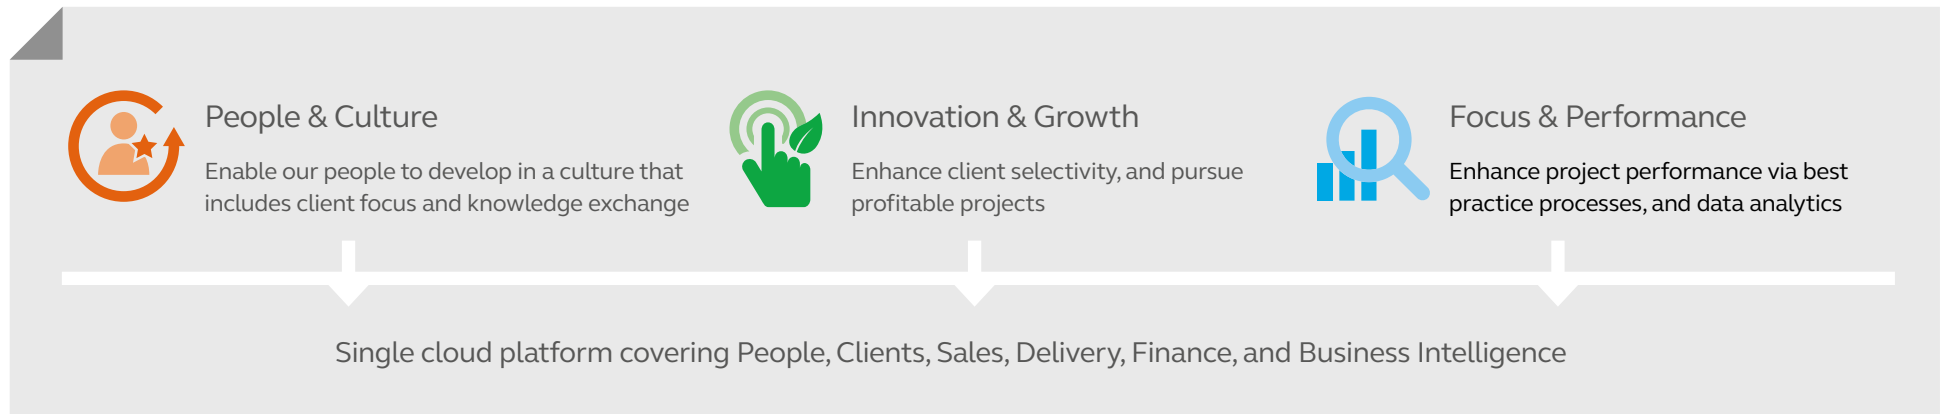 People & Culture
Enable our people to develop in a culture that
includes client focus and knowledge exchange
Innovation & Growth
Enhance client selectivity, and pursue
profitable projects
Focus & Performance
Enhance project performance via best
practice processes, and data analytics
Single cloud platform covering People, Clients, Sales, Delivery, Finance, and Business Intelligence